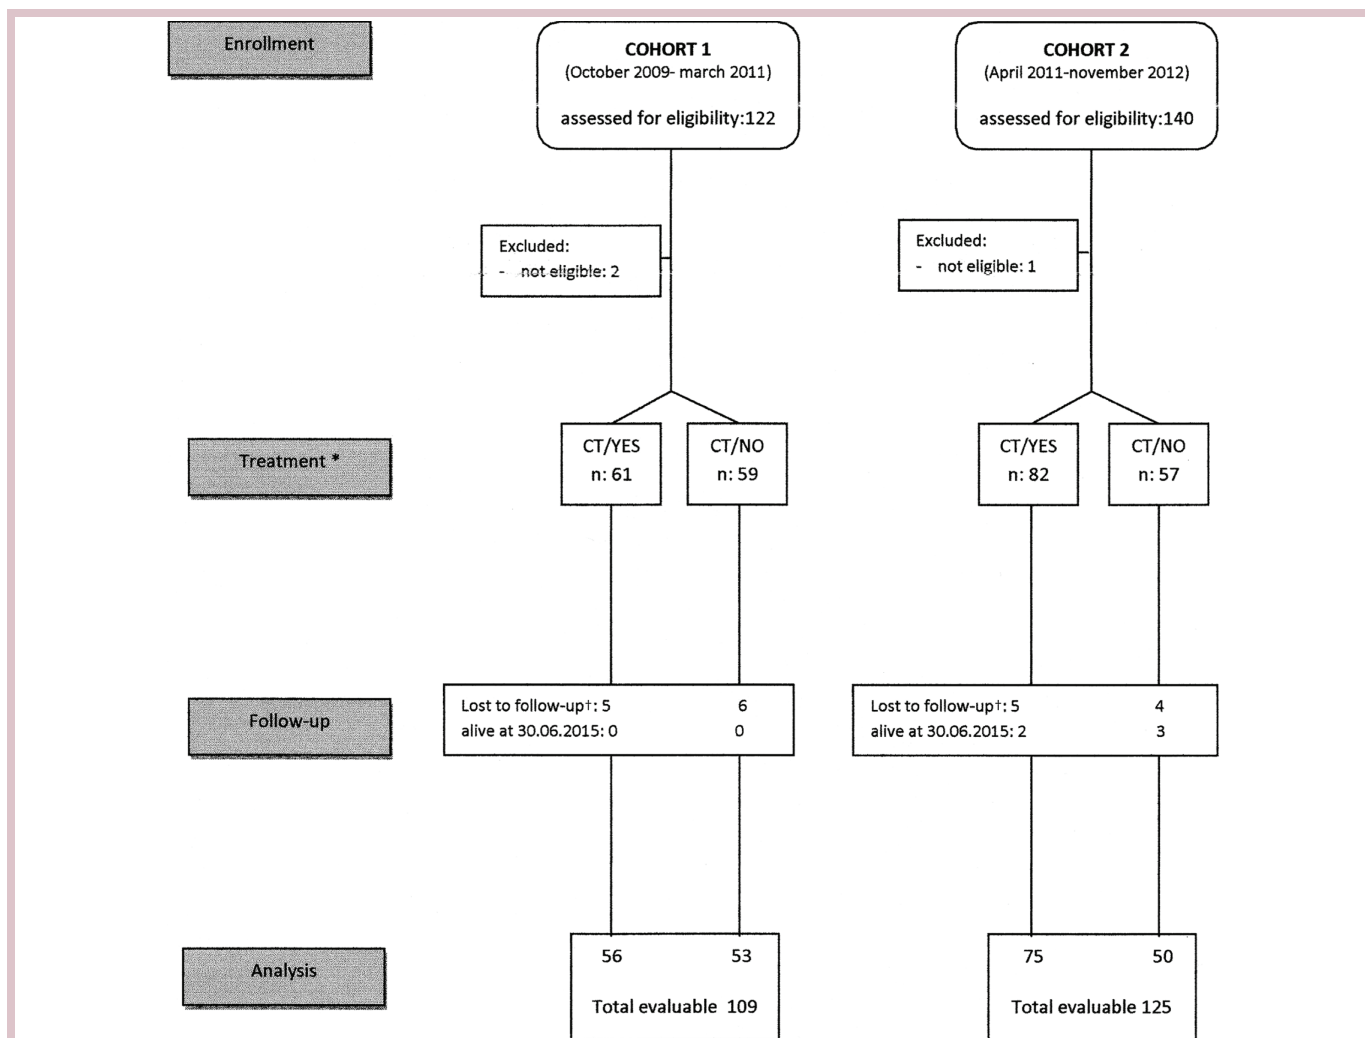 Enrollment
COHORT 1
(October 2009- march 2011)
assessed for eligibility:122
COHORT 2
(April 2011-november 2012)
assessed for eligibility:140
Excluded:
- not eligible: 2
Excluded:
- not eligible: 1
Treatment *
CT/YES
n: 61
CT/NO
n: 59
CT/YES
n: 82
CT/NO
n: 57
Follow-up
Lost to follow-up†: 5 6
alive at 30.06.2015: 0 0
Lost to follow-up†: 5 4
alive at 30.06.2015: 2 3
Analysis
56 53
Total evaluable 109
75 50
Total evaluable 125